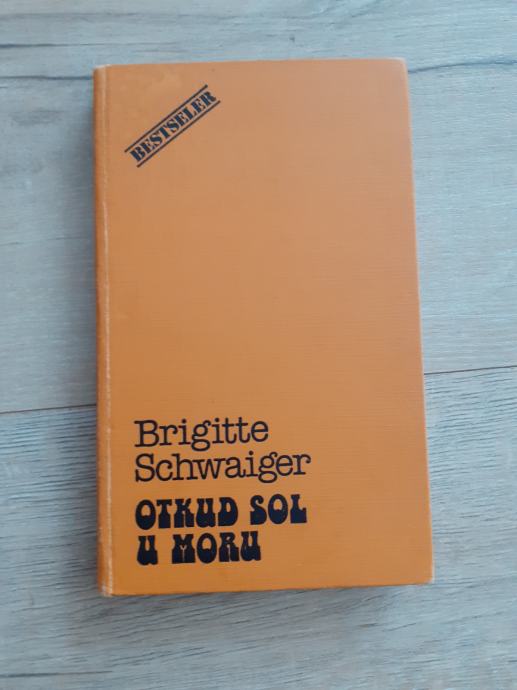 BESTSELER
Brigitte
Schwaiger
OTKUD SOL
U MORU